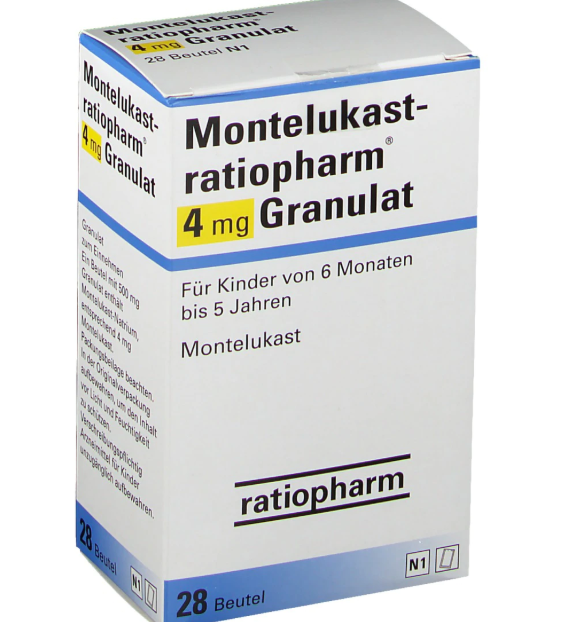 Montelukast-
ratiopharm
4 mg Granulat
28 Beutel N1
Montelukast-
ratiopharm®
4 mg Granulat
Granulat
zum Einnehmen
Ein Beutel mit 500 mg
Granulat enthält
Montelukast-Natrium,
entsprechend 4 mg
Montelukast.
Packungsbeilage beachten.
In der Originalverpackung
aufbewahren, um den Inhalt
vor Licht und Feuchtigkeit
zu schützen.
Verschreibungspflichtig
Arzneimittel für Kinder
unzugänglich aufbewahren.
28 Beutel
N1
Montelukast-
ratiopharm®
4 mg Granulat
Für Kinder von 6 Monaten
bis 5 Jahren
Montelukast
ratiopharm
N1
28 Beutel